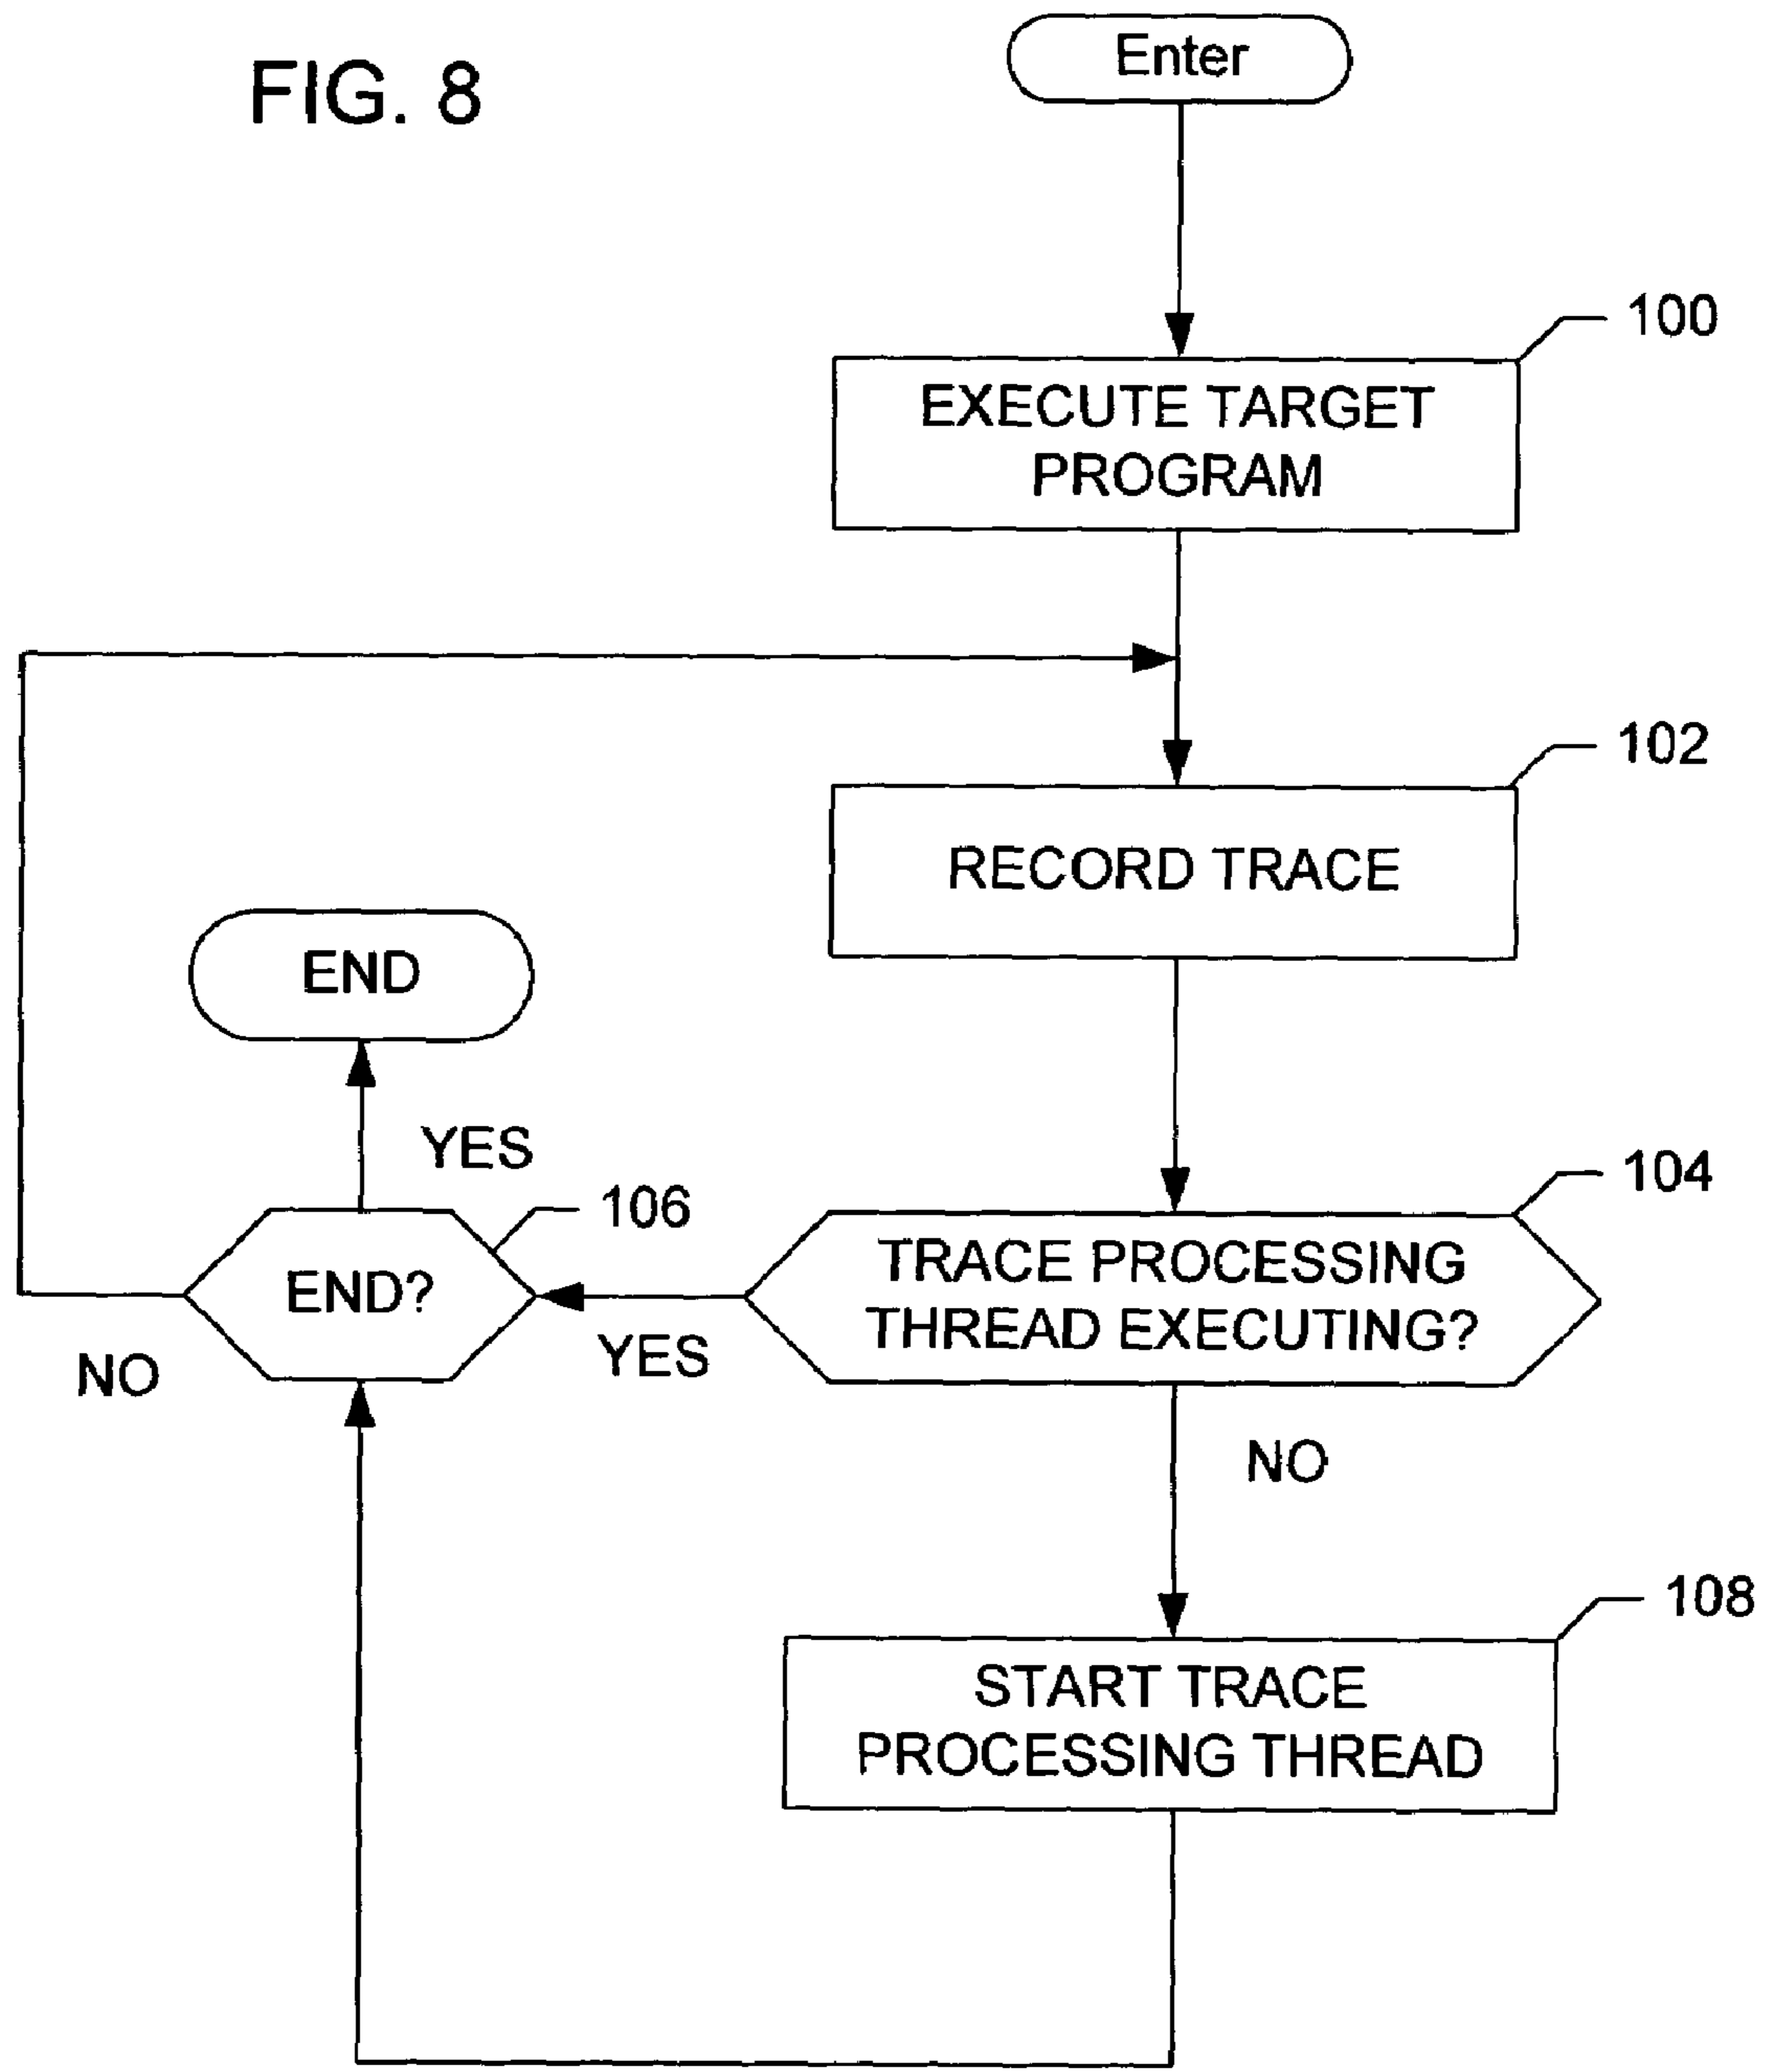 FIG. 8
Enter
100
EXECUTE TARGET
PROGRAM
102
RECORD TRACE
END
YES
106
104
END?
TRACE PROCESSING
THREAD EXECUTING?
YES
NO
NO
108
START TRACE
PROCESSING THREAD